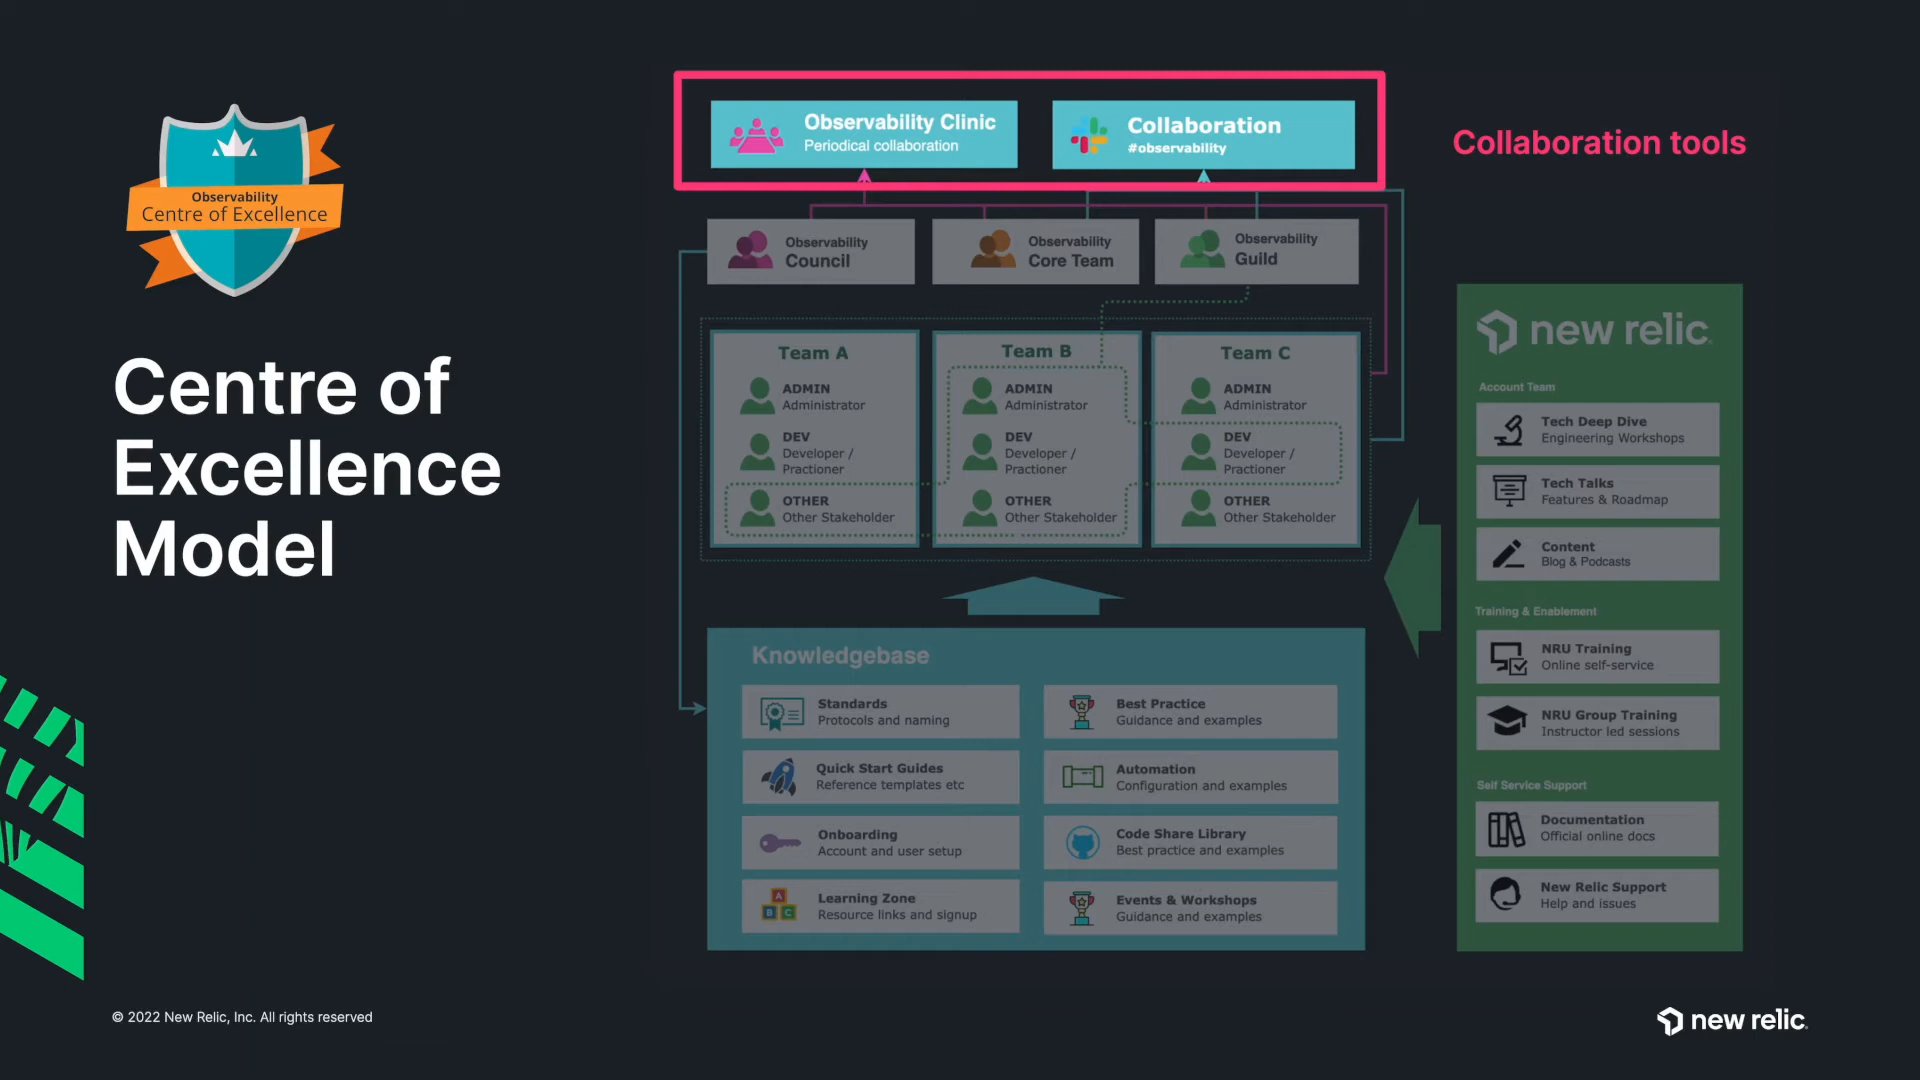 Observability
Centre of Excellence
Centre of
Excellence
Model
Observability Clinic
Periodical collaboration
Collaboration
#observability
Collaboration tools
Observability
Council
Observability
Core Team
Observability
Guild
Team A
ADMIN
Administrator
DEV
Developer /
Practioner
OTHER
Other Stakeholder
Team B
ADMIN
Administrator
DEV
Developer /
Practioner
OTHER
Other Stakeholder
Team C
ADMIN
Administrator
DEV
Developer /
Practioner
OTHER
Other Stakeholder
Knowledgebase
Standards
Protocols and naming
Best Practice
Guidance and examples
Quick Start Guides
Reference templates etc
Automation
Configuration and examples
Onboarding
Account and user setup
Code Share Library
Best practice and examples
A
B C
Learning Zone
Resource links and signup
Events & Workshops
Guidance and examples
new relic.
Account Team
Tech Deep Dive
Engineering Workshops
Tech Talks
Features & Roadmap
Content
Blog & Podcasts
Training & Enablement
NRU Training
Online self-service
NRU Group Training
Instructor led sessions
Self Service Support
Documentation
Official online docs
New Relic Support
Help and issues
© 2022 New Relic, Inc. All rights reserved
new relic.